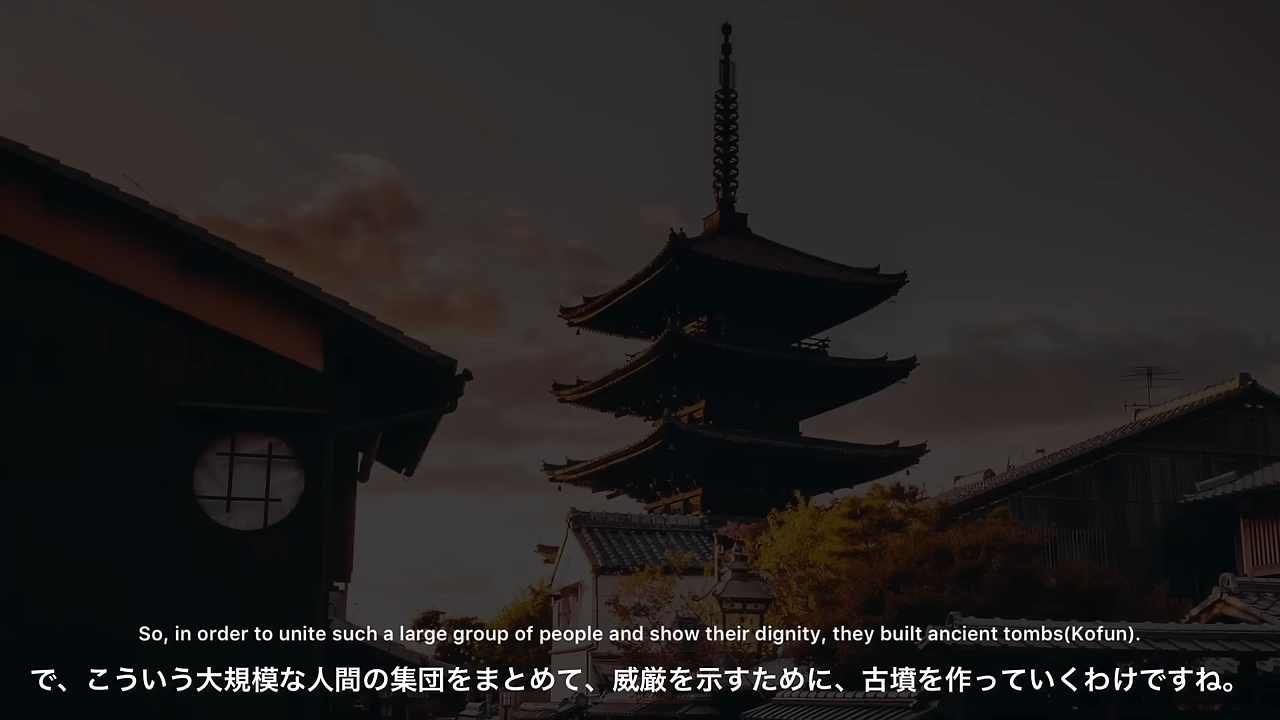 So, in order to unite such a large group of people and show their dignity, they built ancient tombs(Kofun).
で、こういう大規模な人間の集団をまとめて、威厳を示すために、古墳を作っていくわけですね。